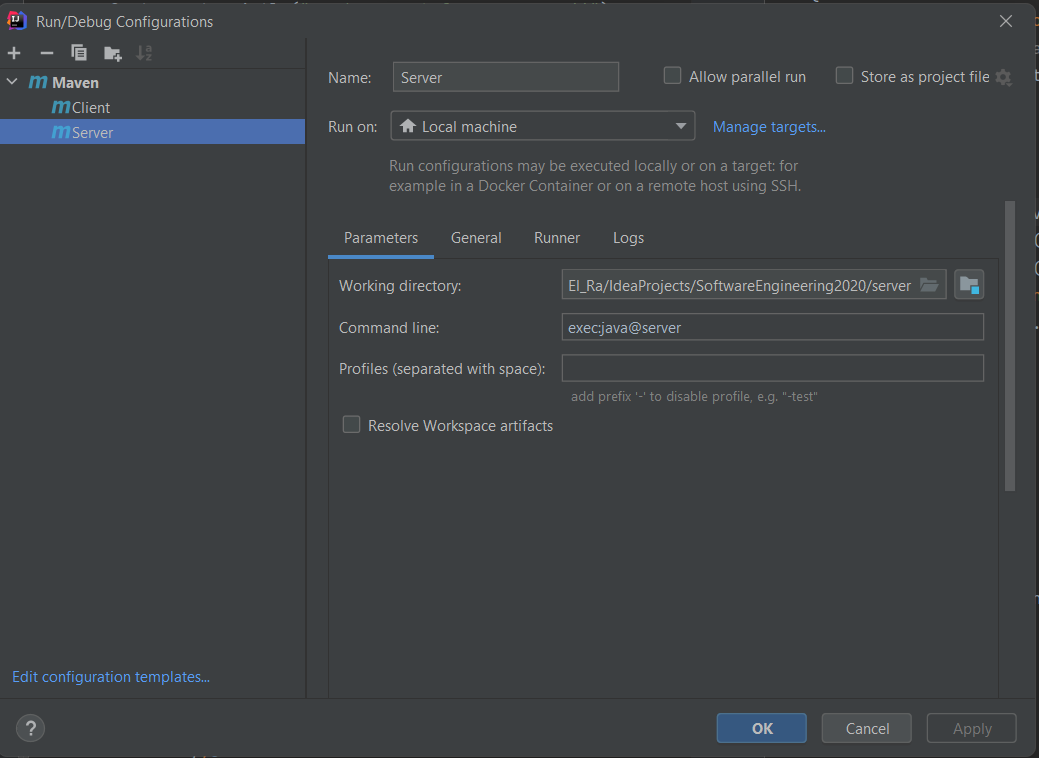 Run/Debug Configurations
Maven
Client
Server
Edit configuration templates...
Name: Server Allow parallel run Store as project file
Run on: Local machine Manage targets...
Run configurations may be executed locally or on a target: for
example in a Docker Container or on a remote host using SSH.
Parameters General Runner Logs
Working directory: El_Ra/IdeaProjects/SoftwareEngineering2020/server
Command line: exec:java@server
Profiles (separated with space):
add prefix '-' to disable profile, e.g. "-test"
Resolve Workspace artifacts
? OK Cancel Apply